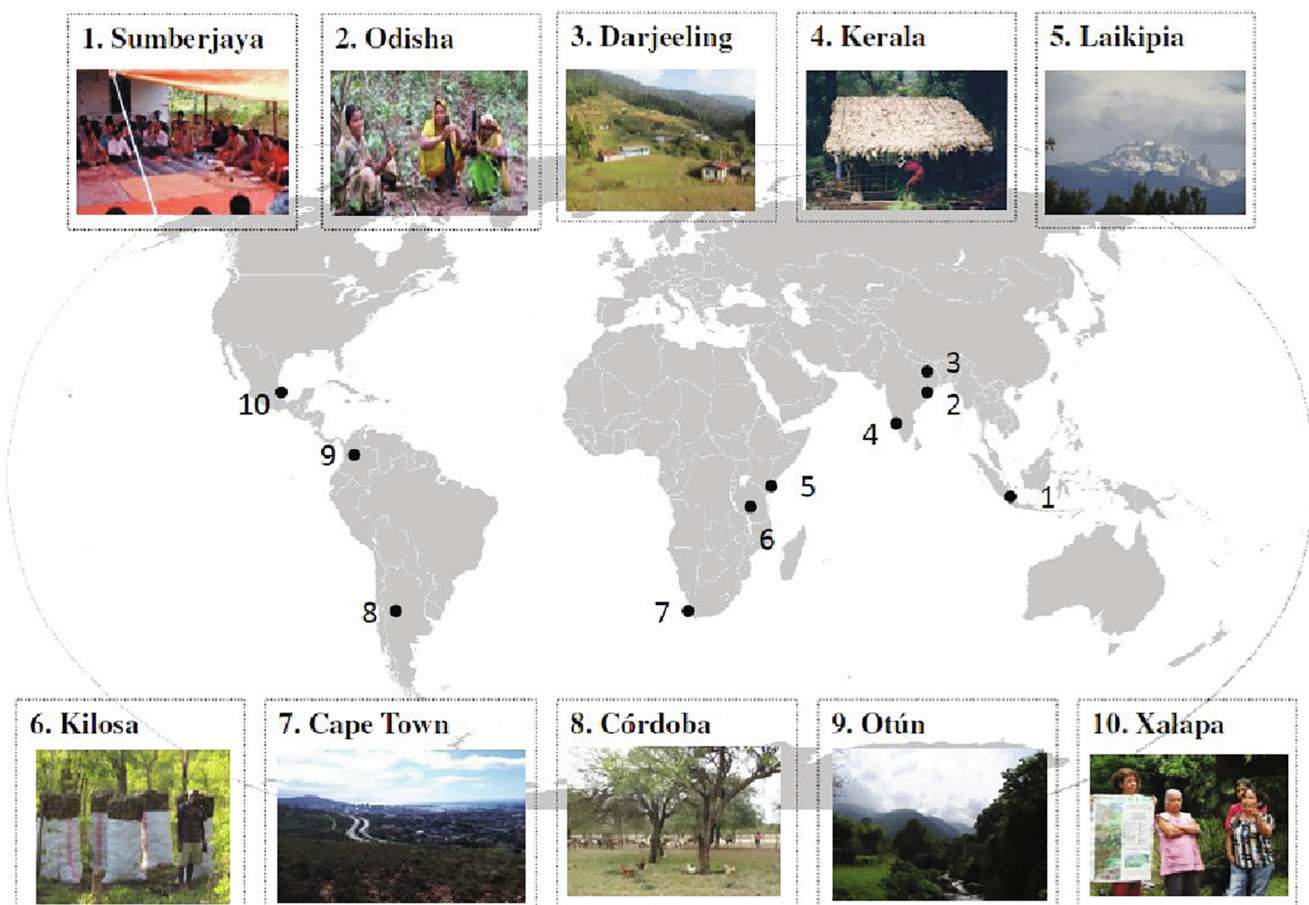 1. Sumberjaya
2. Odisha
3. Darjeeling
4. Kerala
5. Laikipia
3
10
2
4
9
5
1
6
8
7
6. Kilosa
7. Cape Town
8. Córdoba
9. Otún
10. Xalapa